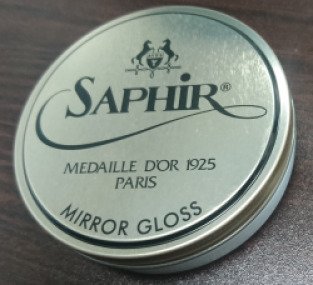 SAPHIR®
MEDAILLE D'OR 1925
PARIS
MIRROR GLOSS